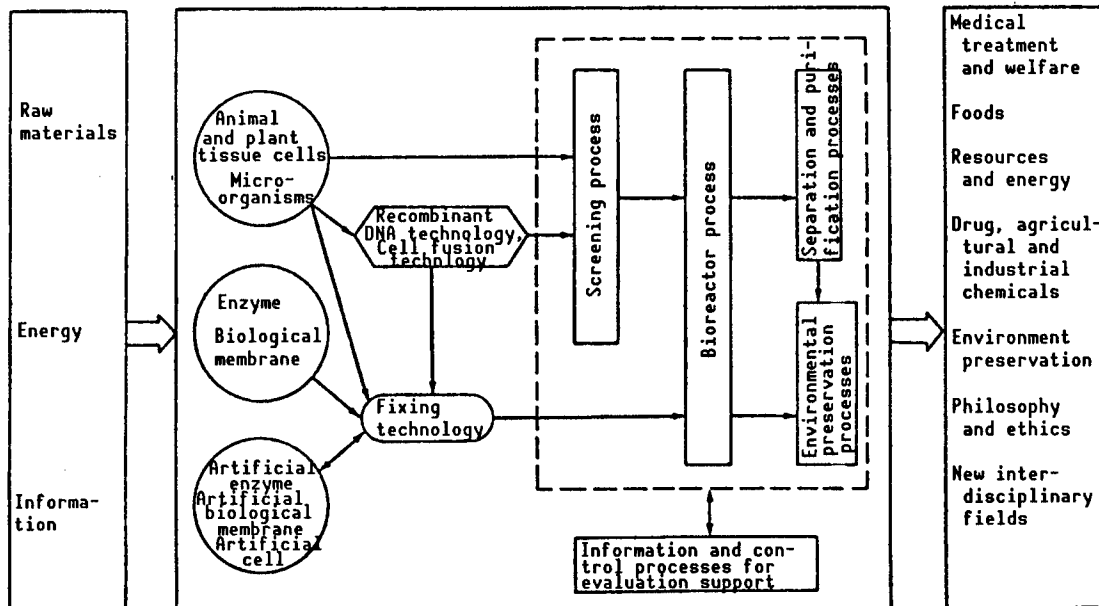 Raw
materials
Energy
Informa-
tion
Animal
and plant
tissue cells
Micro-
organisms
Recombinant
DNA technology,
Cell fusion
technology
Enzyme
Biological
membrane
Fixing
technology
Artificial
enzyme
Artificial
biological
membrane
Artificial
cell
Screening process
Bioreactor process
Separation and puri-
fication processes
Environmental
preservation
processes
Information and con-
trol processes for
evaluation support
Medical
treatment
and welfare
Foods
Resources
and energy
Drug, agricul-
tural and
industrial
chemicals
Environment
preservation
Philosophy
and ethics
New inter-
disciplinary
fields